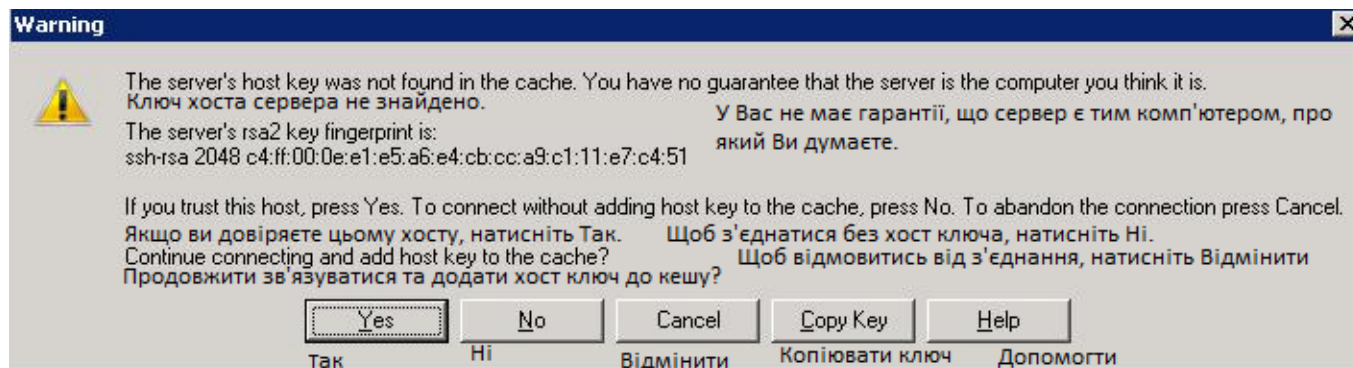 Warning
The server's host key was not found in the cache. You have no guarantee that the server is the computer you think it is.
Ключ хоста сервера не знайдено.
У Вас не має гарантії, що сервер є тим комп'ютером, про
який Ви думаєте.
The server's rsa2 key fingerprint is:
ssh-rsa 2048 c4:ff:00:0e:e1:e5:a6:e4:cb:cc:a9:c1:11:e7:c4:51
If you trust this host, press Yes. To connect without adding host key to the cache, press No. To abandon the connection press Cancel.
Якщо ви довіряєте цьому хосту, натисніть Так. Щоб з'єднатися без хост ключа, натисніть Ні.
Continue connecting and add host key to the cache? Щоб відмовитись від з'єднання, натисніть Відмінити
Продовжити зв'язуватися та додати хост ключ до кешу?
Yes No Cancel Copy Key Help
Так Ні Відмінити Копіювати ключ Допомогти